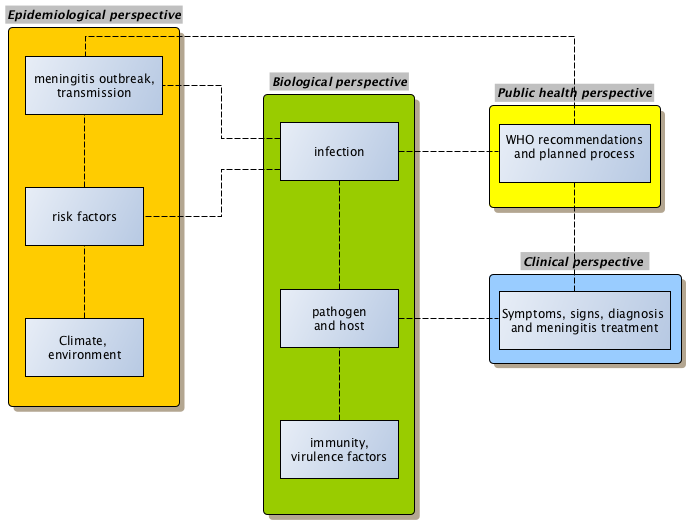 Epidemiological perspective
meningitis outbreak,
transmission
risk factors
Climate,
environment
Biological perspective
infection
pathogen
and host
immunity,
virulence factors
Public health perspective
WHO recommendations
and planned process
Clinical perspective
Symptoms, signs, diagnosis
and meningitis treatment